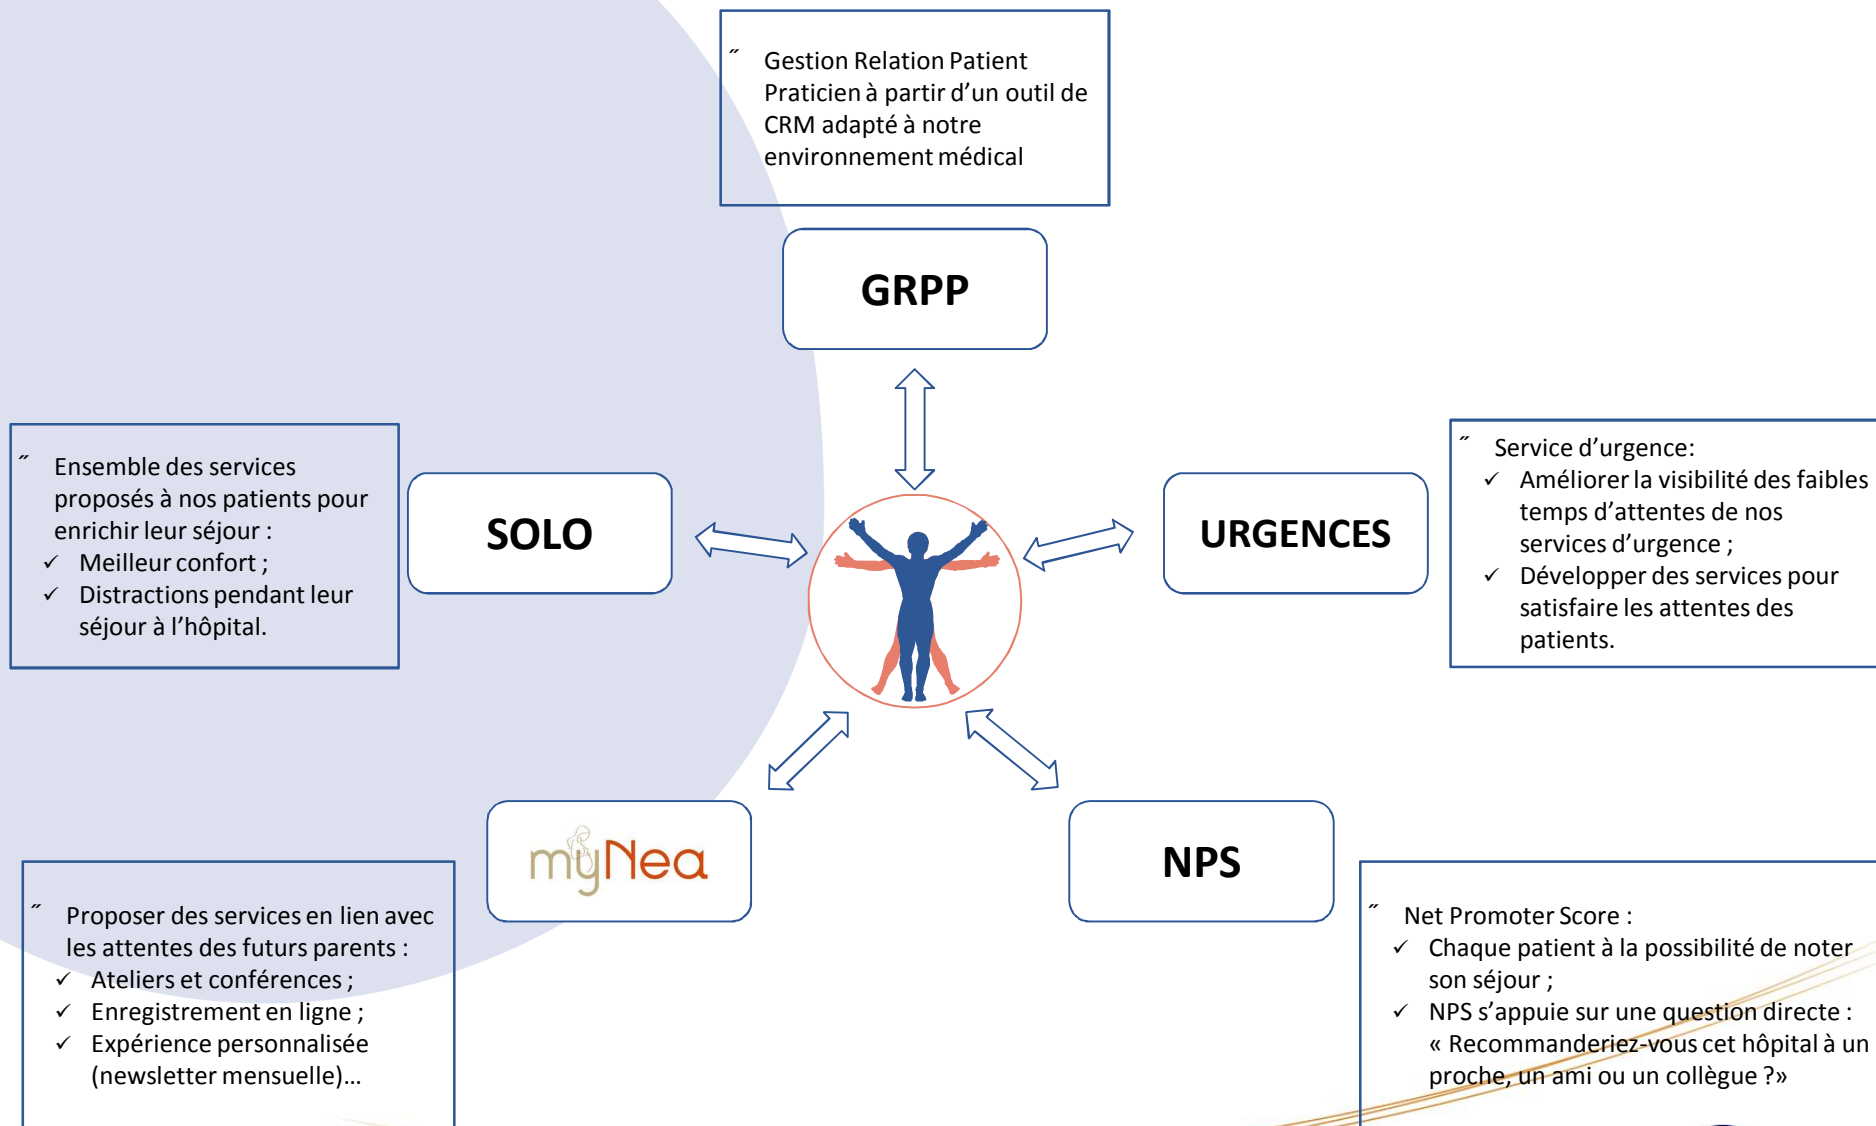 ˝ Gestion Relation Patient
Praticien à partir d’un outil de
CRM adapté à notre
environnement médical
GRPP
˝ Ensemble des services
proposés à nos patients pour
enrichir leur séjour :
✓ Meilleur confort ;
✓ Distractions pendant leur
séjour à l’hôpital.
SOLO
URGENCES
˝ Service d’urgence:
✓ Améliorer la visibilité des faibles
temps d’attentes de nos
services d’urgence ;
✓ Développer des services pour
satisfaire les attentes des
patients.
myNea
˝ Proposer des services en lien avec
les attentes des futurs parents :
✓ Ateliers et conférences ;
✓ Enregistrement en ligne ;
✓ Expérience personnalisée
(newsletter mensuelle)…
NPS
˝ Net Promoter Score :
✓ Chaque patient à la possibilité de noter
son séjour ;
✓ NPS s’appuie sur une question directe :
« Recommanderiez-vous cet hôpital à un
proche, un ami ou un collègue ?»